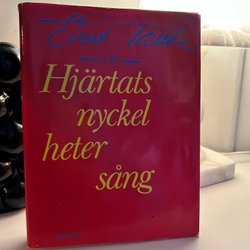 Evert Taube
Hjärtats
nyckel
heter
sång